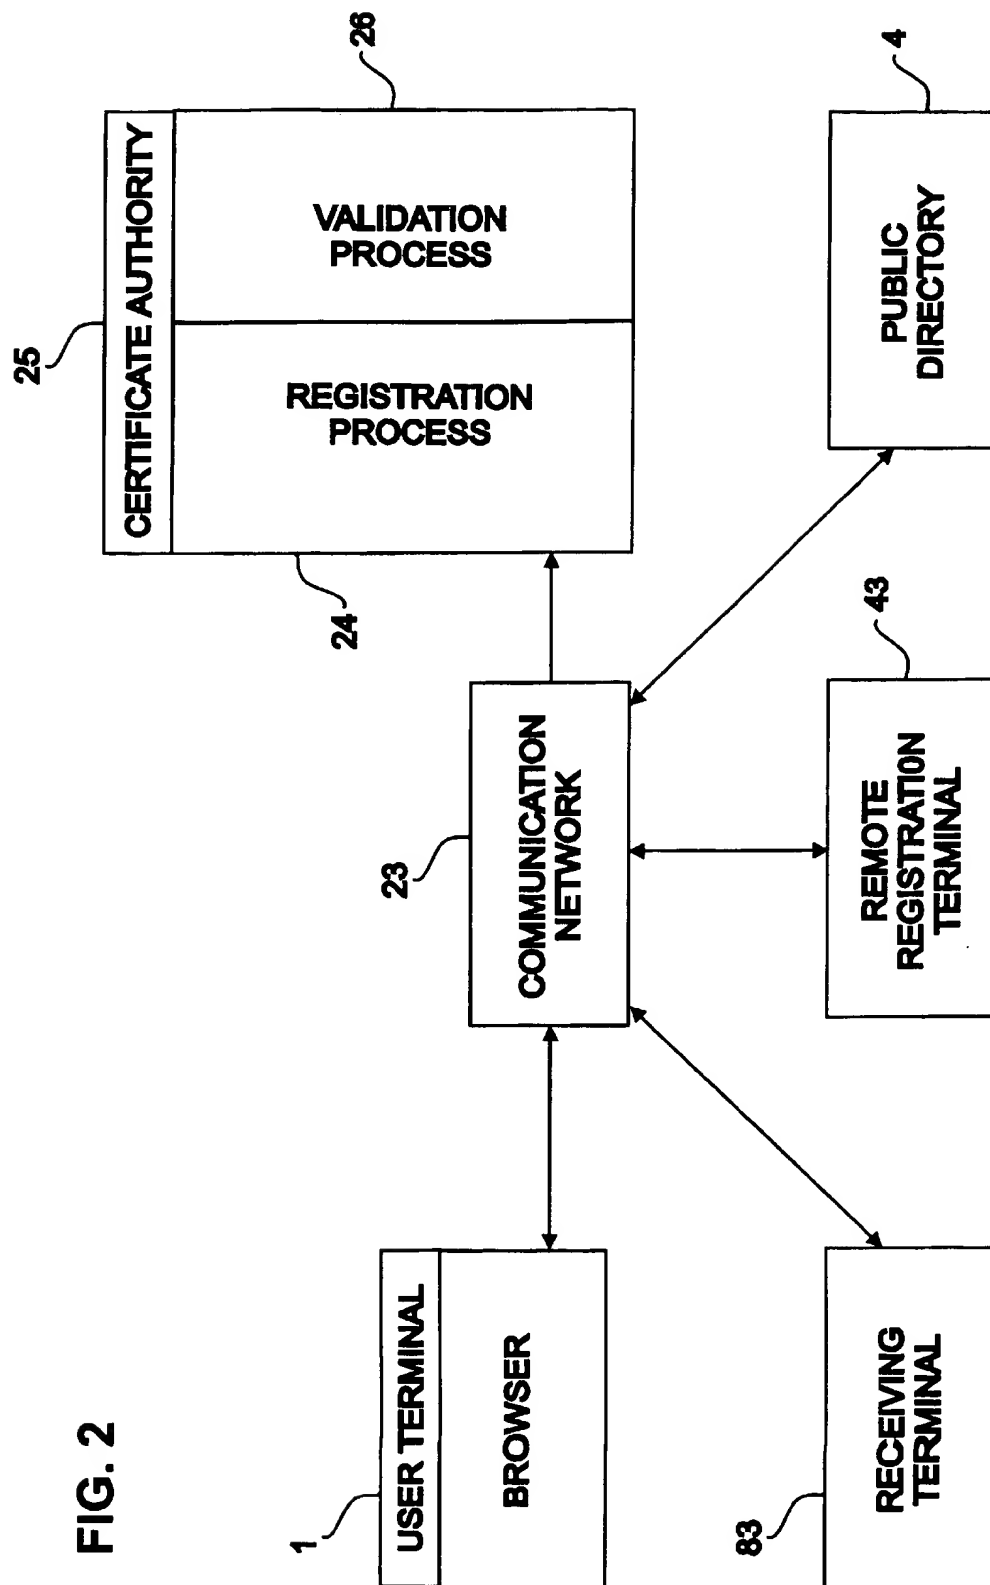 FIG. 2
25
CERTIFICATE AUTHORITY
26
24
REGISTRATION
PROCESS
VALIDATION
PROCESS
1
USER TERMINAL
BROWSER
23
COMMUNICATION
NETWORK
83
RECEIVING
TERMINAL
43
REMOTE
REGISTRATION
TERMINAL
4
PUBLIC
DIRECTORY